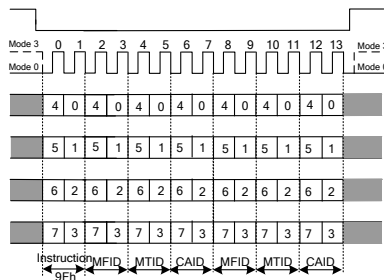 Mode 3 0 1 2 3 4 5 6 7 8 9 10 11 12 13 Mode 3
Mode 0 Mode 0
4 0 4 0 4 0 4 0 4 0 4 0 4 0
5 1 5 1 5 1 5 1 5 1 5 1 5 1
6 2 6 2 6 2 6 2 6 2 6 2 6 2
7 3 7 3 7 3 7 3 7 3 7 3 7 3
Instruction MFID MTID CAID MFID MTID CAID
9Fh